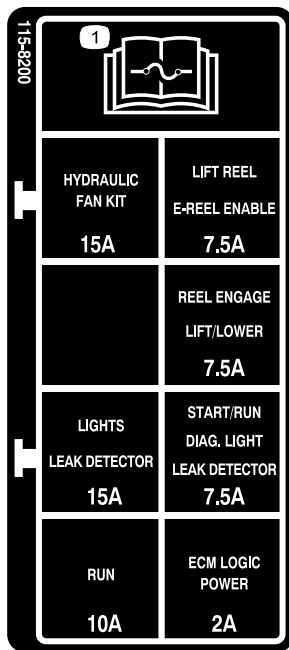 115-8200
1
HYDRAULIC
FAN KIT
15A
LIFT REEL
E-REEL ENABLE
7.5A
REEL ENGAGE
LIFT/LOWER
7.5A
LIGHTS
LEAK DETECTOR
15A
START/RUN
DIAG. LIGHT
LEAK DETECTOR
7.5A
RUN
10A
ECM LOGIC
POWER
2A